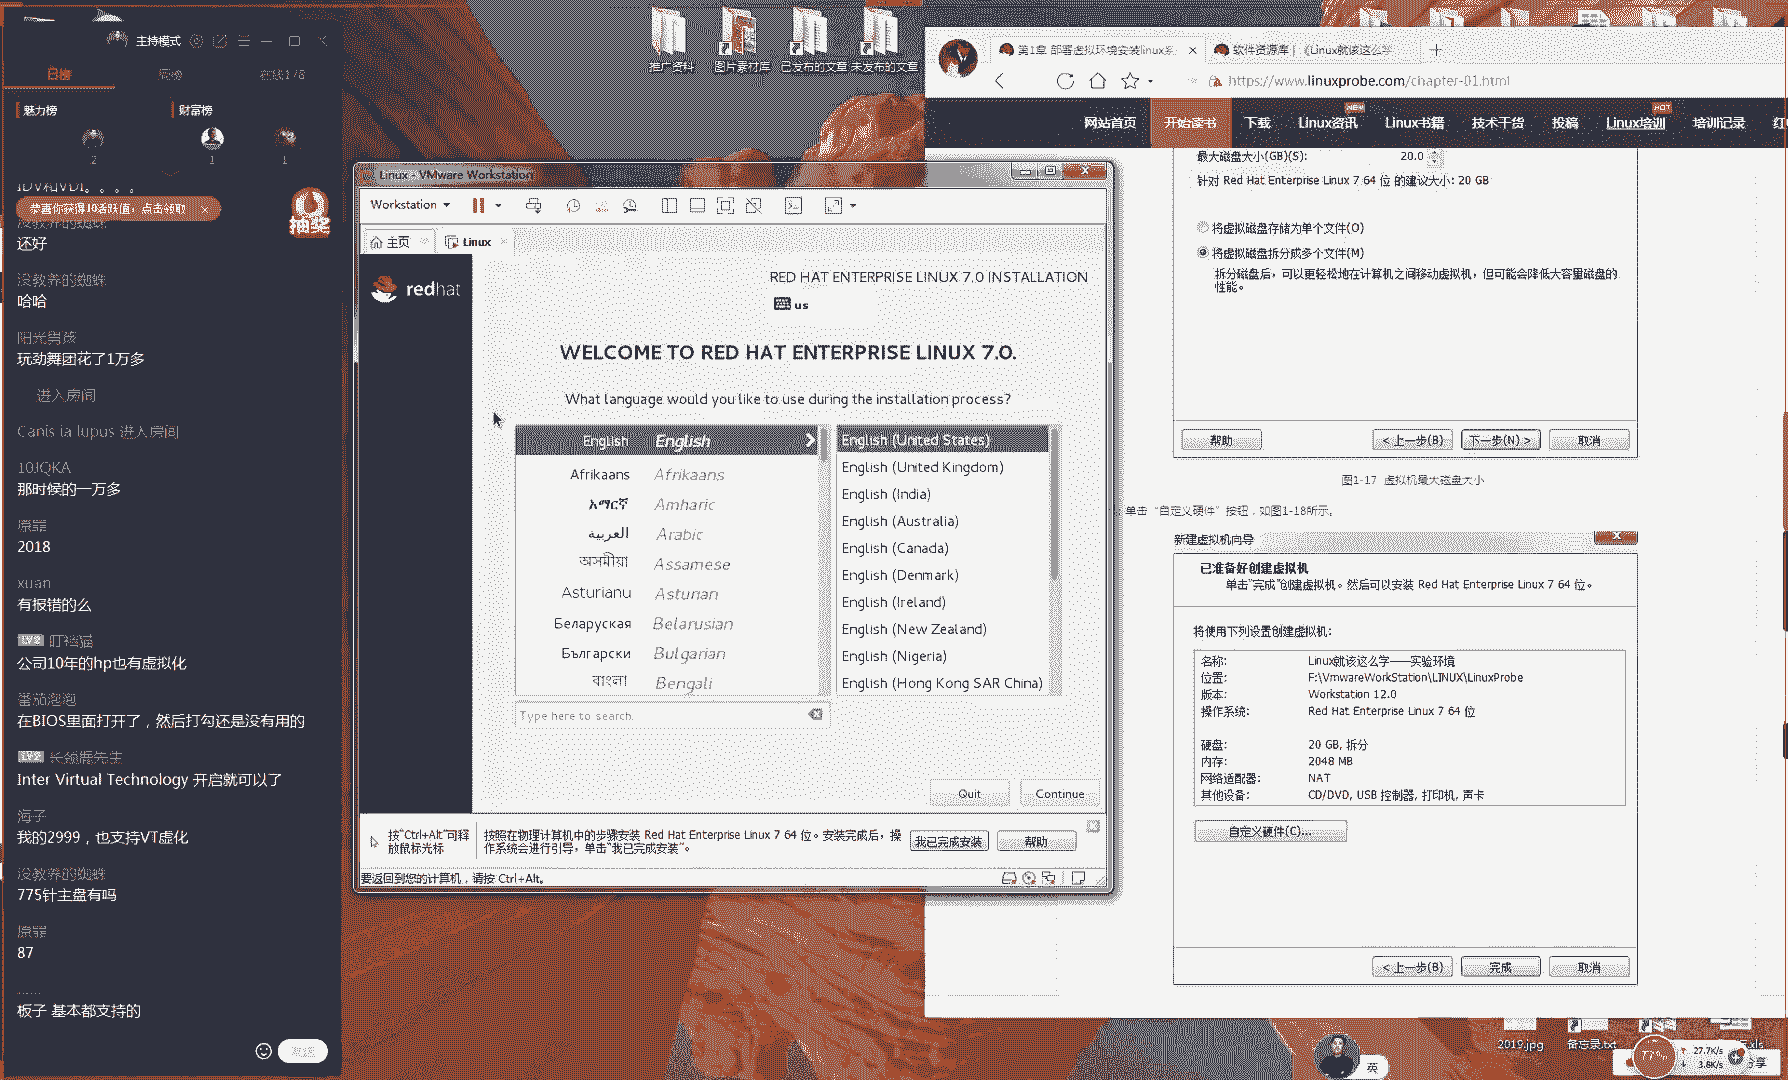 主持模式
日榜
周榜
魅力榜
财富榜
2
1
1
IDV和VDI。。。。
恭喜你获得10活跃值，点击领取
抽奖
没教养的蜘蛛
还好
没教养的蜘蛛
哈哈
阳光男孩
玩劲舞团花了1万多
进入房间
Canis la lupus 进入房间
10JQKA
那时候的一万多
原罪
2018
xuan
有报错的么
LV2
公司10年的hp也有虚拟化
番茄泡泡
在BIOS里面打开了，然后打勾还是没有用的
LV2 长颈鹿先生
Inter Virtual Technology 开启就可以了
海子
我的2999，也支持VT虚化
没教养的蜘蛛
775针主盘有吗
原罪
87
......
板子 基本都支持的
发送
推广资料
图片素材库
已发布的文章
未发布的文章
Linux - VMware Workstation
Workstation
主页
Linux
redhat
RED HAT ENTERPRISE LINUX 7.0 INSTALLATION
us
WELCOME TO RED HAT ENTERPRISE LINUX 7.0.
What language would you like to use during the installation process?
English English
Afrikaans Afrikaans
አማርኛ Amharic
العربية Arabic
অসমীয়া Assamese
Asturianu Asturian
Беларуская Belarusian
Български Bulgarian
বাংলা Bengali
English (United States)
English (United Kingdom)
English (India)
English (Australia)
English (Canada)
English (Denmark)
English (Ireland)
English (New Zealand)
English (Nigeria)
English (Hong Kong SAR China)
Type here to search.
Quit
Continue
按"Ctrl+Alt"可释
放鼠标光标
按照在物理计算机中的步骤安装 Red Hat Enterprise Linux 7 64 位。安装完成后，操
作系统会进行引导，单击"我已完成安装"。
我已完成安装
帮助
要返回到您的计算机，请按 Ctrl+Alt。
第1章 部署虚拟环境安装linux系
软件资源库 | 《Linux就该这么学
https://www.linuxprobe.com/chapter-01.html
网站首页
开始读书
下载
Linux资讯
NEW
Linux书籍
技术干货
投稿
Linux培训
HOT
培训记录
红
最大磁盘大小(GB)(S):
20.0
针对 Red Hat Enterprise Linux 7 64 位 的建议大小: 20 GB
将虚拟磁盘存储为单个文件(O)
将虚拟磁盘拆分成多个文件(M)
拆分磁盘后，可以更轻松地在计算机之间移动虚拟机，但可能会降低大容量磁盘的
性能。
帮助
< 上一步(B)
下一步(N) >
取消
图1-17 虚拟机最大磁盘大小
单击“自定义硬件”按钮，如图1-18所示。
新建虚拟机向导
已准备好创建虚拟机
单击"完成"创建虚拟机。然后可以安装 Red Hat Enterprise Linux 7 64 位。
将使用下列设置创建虚拟机:
名称: Linux就该这么学——实验环境
位置: F:\VmwareWorkStation\LINUX\LinuxProbe
版本: Workstation 12.0
操作系统: Red Hat Enterprise Linux 7 64 位
硬盘: 20 GB, 拆分
内存: 2048 MB
网络适配器: NAT
其他设备: CD/DVD, USB 控制器, 打印机, 声卡
自定义硬件(C)...
< 上一步(B)
完成
取消
2019.jpg
备忘录.txt
.xls
英
77%
27.7K/s
3.6K/s